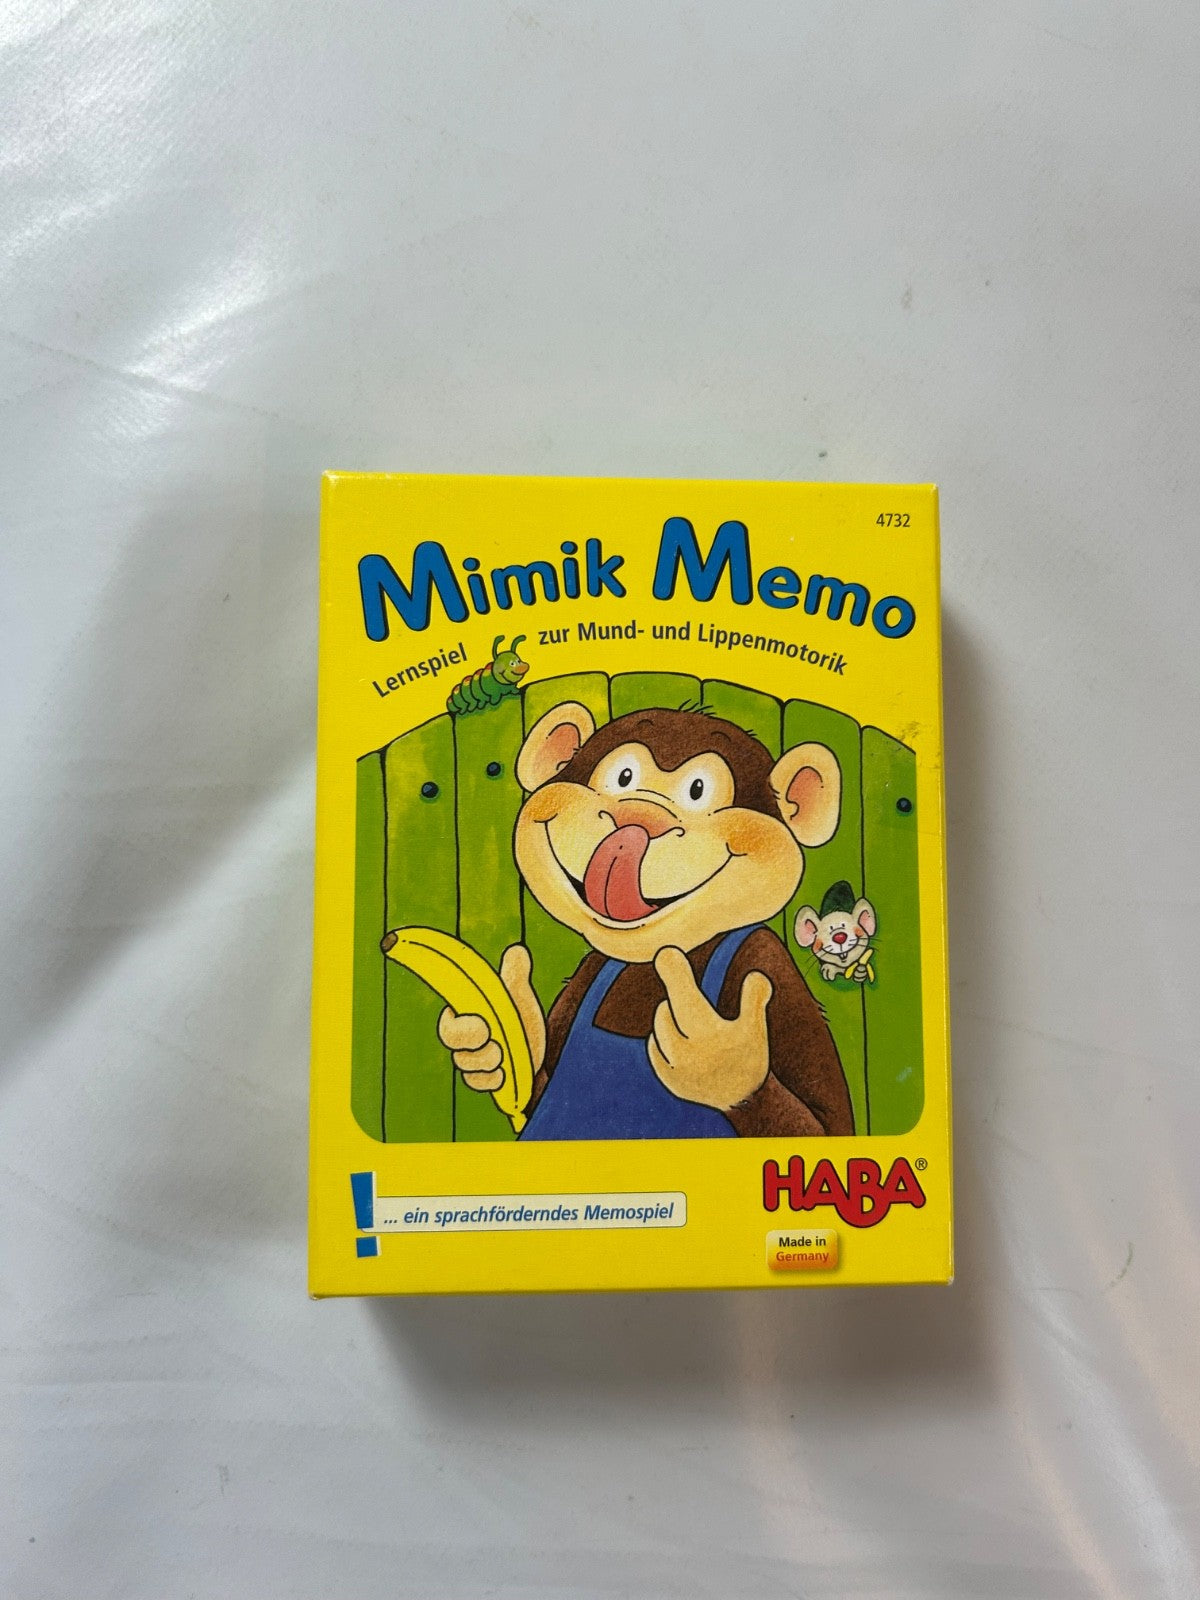 4732
Mimik Memo
Lernspiel zur Mund- und Lippenmotorik
... ein sprachförderndes Memospiel
HABA®
Made in
Germany